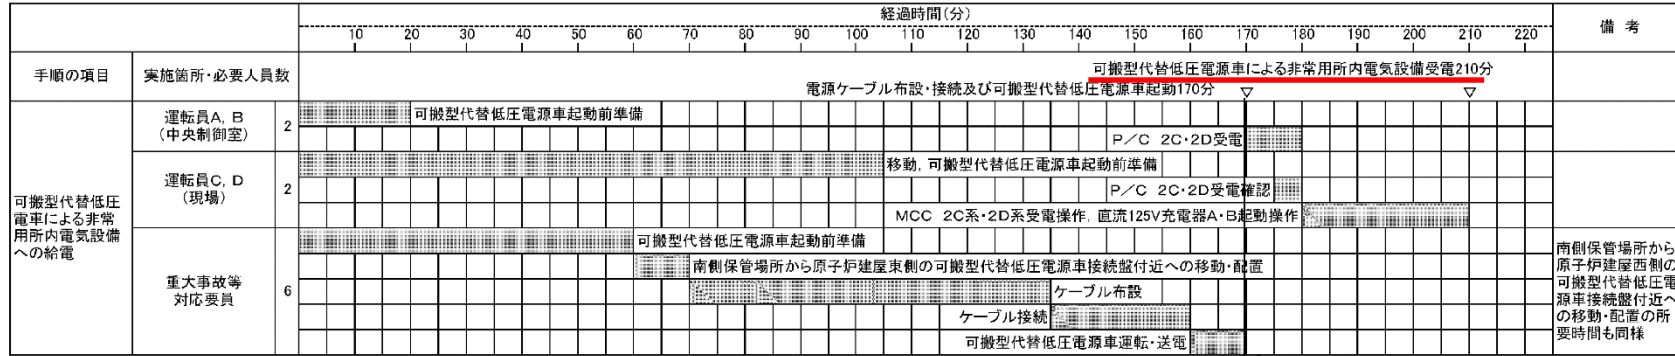 経過時間(分)
備 考
10 20 30 40 50 60 70 80 90 100 110 120 130 140 150 160 170 180 190 200 210 220
手順の項目
実施箇所・必要人員数
可搬型代替低圧電源車による非常用所内電気設備受電210分
電源ケーブル布設・接続及び可搬型代替低圧電源車起動170分
▽ ▽
可搬型代替低圧
電車による非常
用所内電気設備
への給電
運転員A, B
(中央制御室)
2
可搬型代替低圧電源車起動前準備
P/C 2C・2D受電
運転員C, D
(現場)
2
移動, 可搬型代替低圧電源車起動前準備
P/C 2C・2D受電確認
MCC 2C系・2D系受電操作, 直流125V充電器A・B起動操作
重大事故等
対応要員
6
可搬型代替低圧電源車起動前準備
南側保管場所から原子炉建屋東側の可搬型代替低圧電源車接続盤付近への移動・配置
ケーブル布設
ケーブル接続
可搬型代替低圧電源車運転・送電
南側保管場所から
原子炉建屋西側の
可搬型代替低圧電
源車接続盤付近へ
の移動・配置の所
要時間も同様